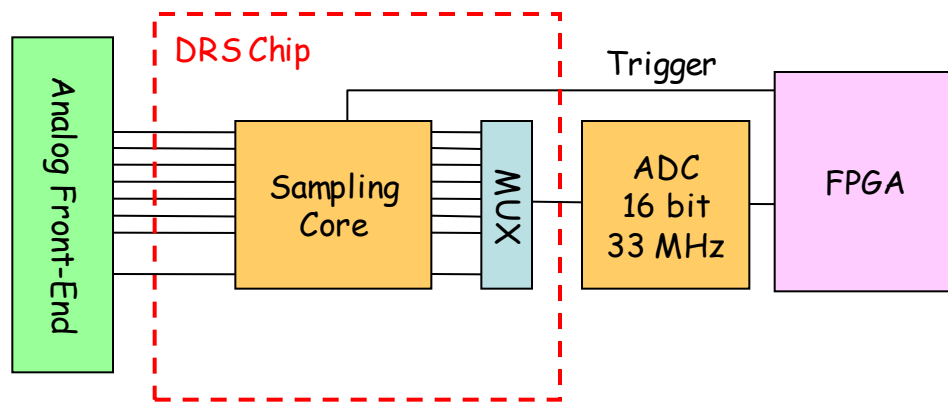 DRS Chip
Trigger
Analog Front-End
Sampling
Core
MUX
ADC
16 bit
33 MHz
FPGA